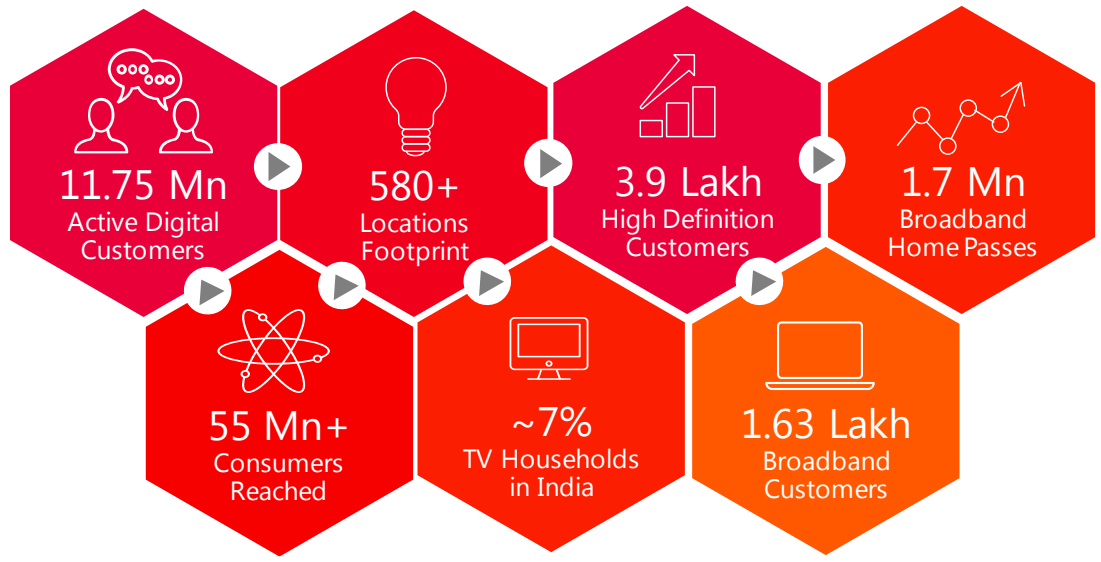 11.75 Mn
Active Digital
Customers
580+
Locations
Footprint
3.9 Lakh
High Definition
Customers
1.7 Mn
Broadband
Home Passes
55 Mn+
Consumers
Reached
~7%
TV Households
in India
1.63 Lakh
Broadband
Customers